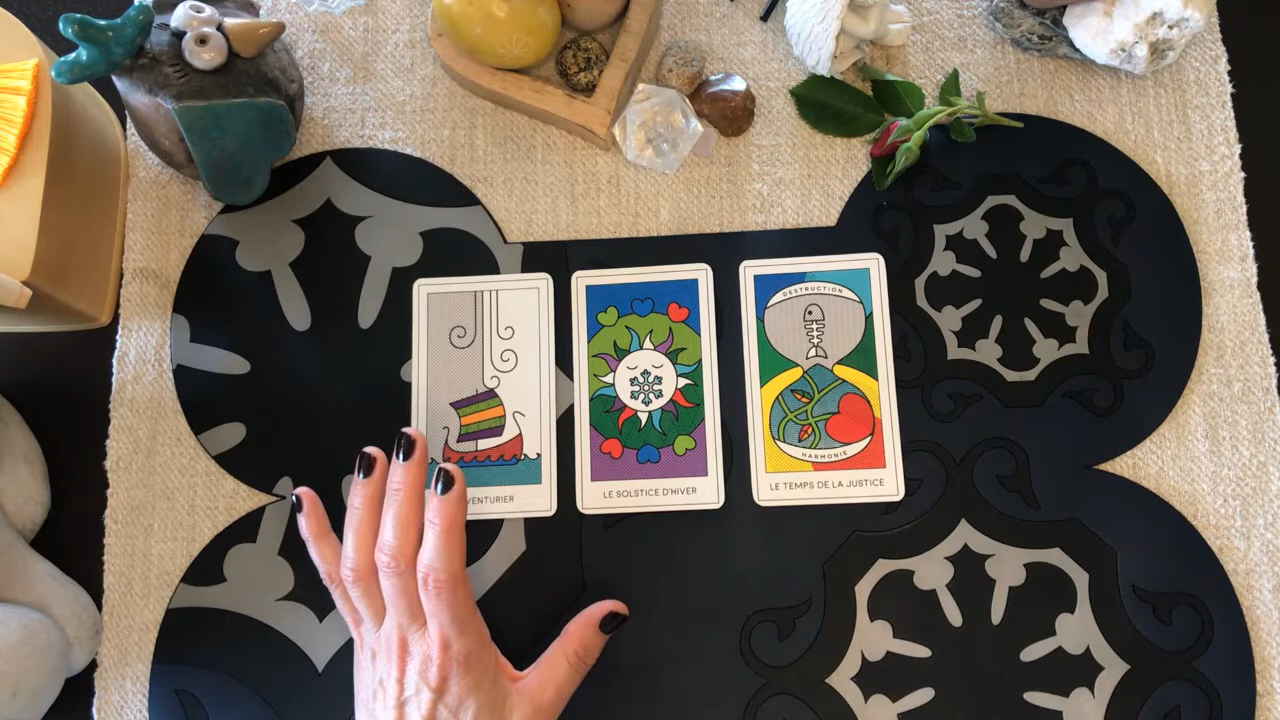 VENTURIER
LE SOLSTICE D'HIVER
DESTRUCTION
HARMONIE
LE TEMPS DE LA JUSTICE